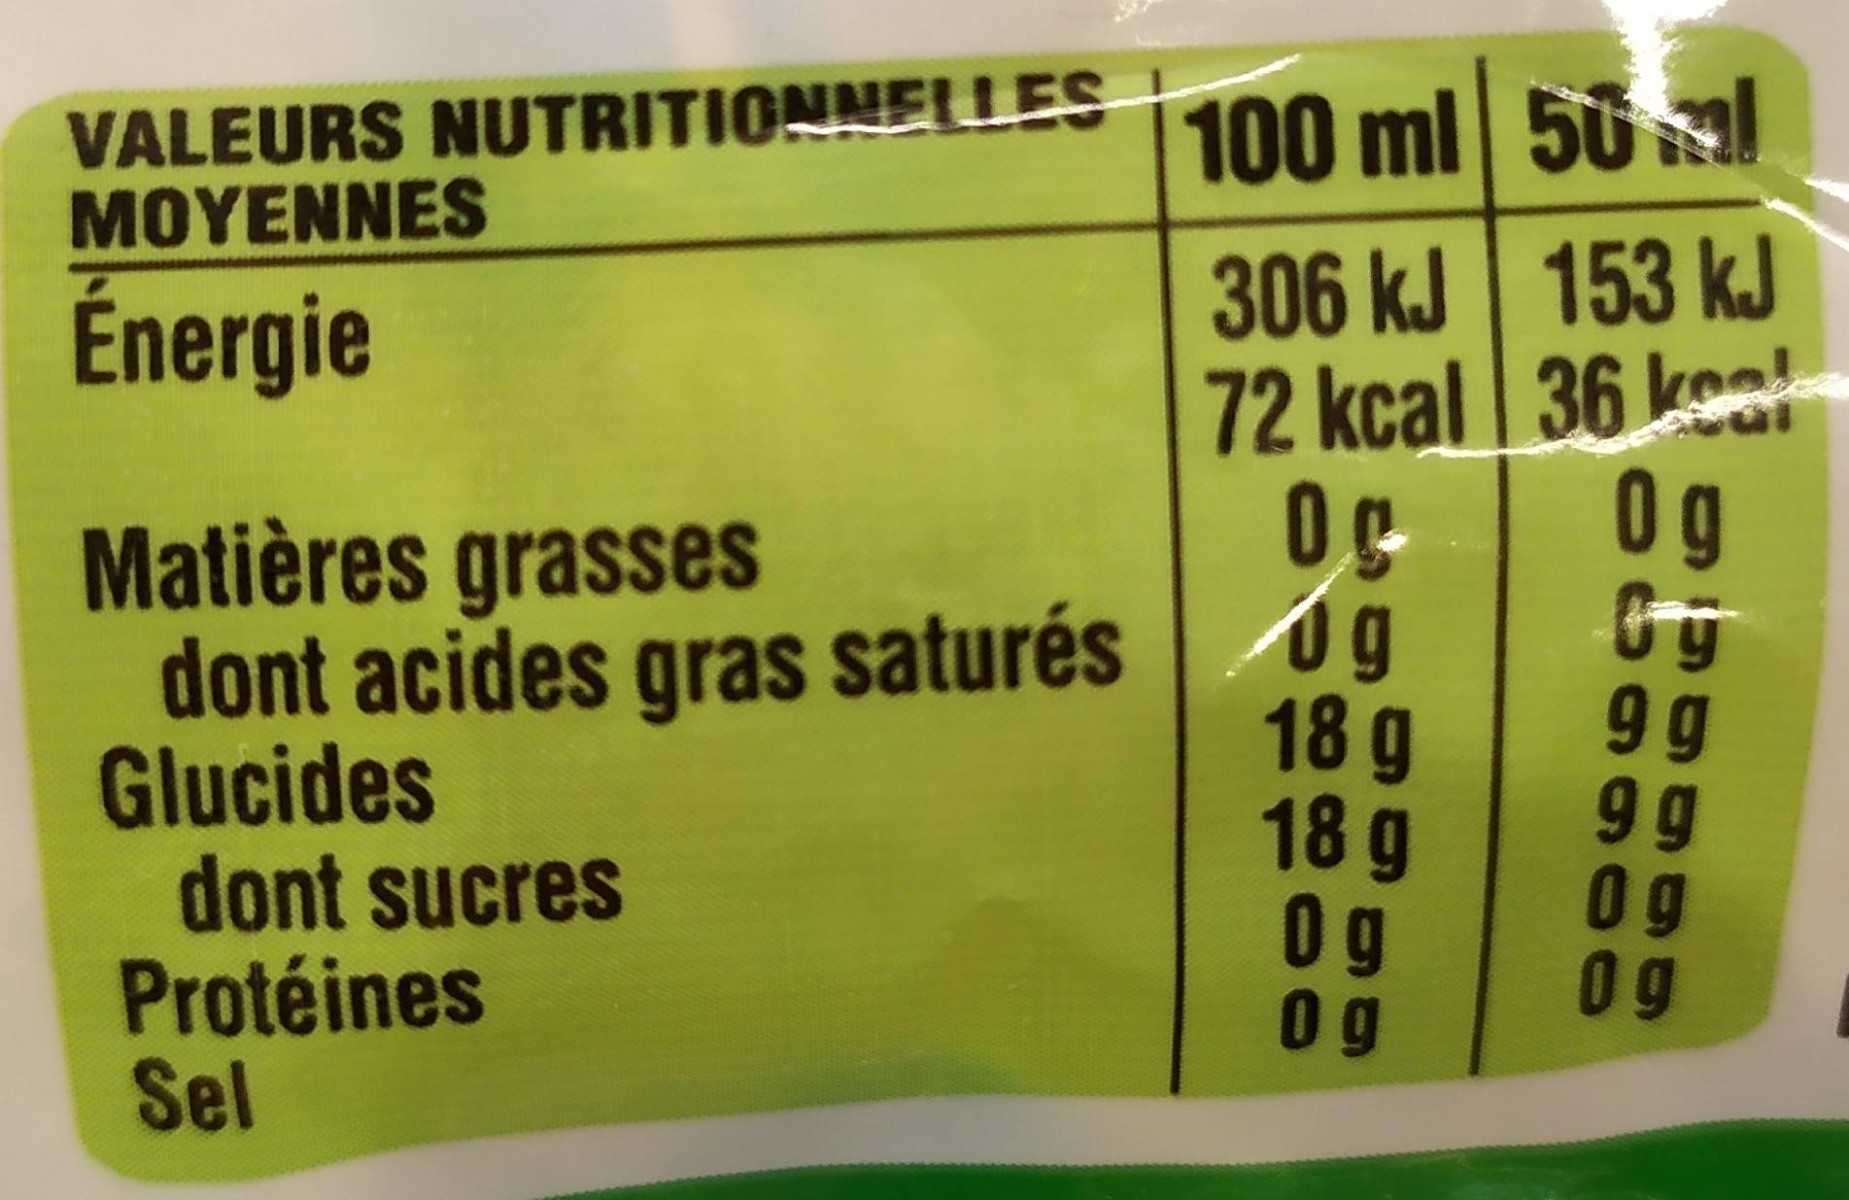 VALEURS NUTRITIONNELLES MOYENNES 100 ml 50 ml
Énergie 306 kJ 153 kJ
72 kcal 36 kcal
Matières grasses 0 g 0 g
dont acides gras saturés 0 g 0 g
Glucides 18 g 9 g
dont sucres 18 g 9 g
Protéines 0 g 0 g
Sel 0 g 0 g